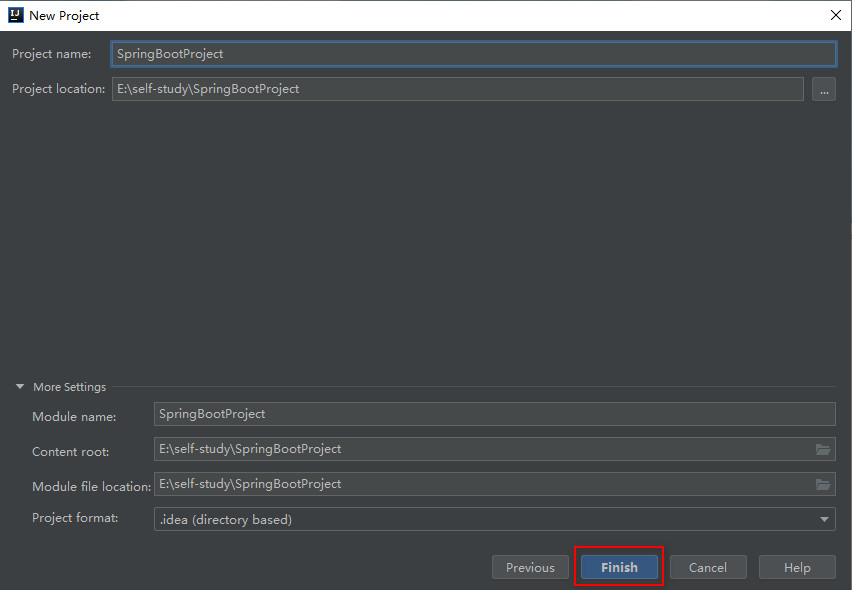 New Project
Project name: SpringBootProject
Project location: E:\self-study\SpringBootProject ...
More Settings
Module name: SpringBootProject
Content root: E:\self-study\SpringBootProject
Module file location: E:\self-study\SpringBootProject
Project format: .idea (directory based)
Previous Finish Cancel Help